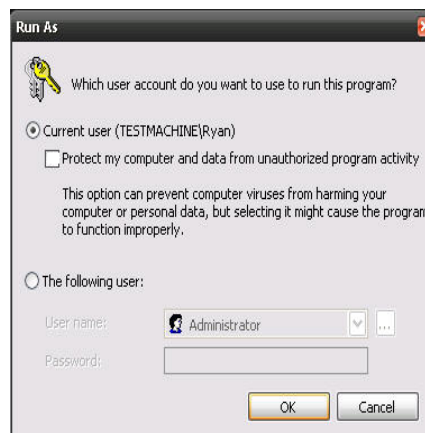 Run As
Which user account do you want to use to run this program?
Current user (TESTMACHINE\Ryan)
Protect my computer and data from unauthorized program activity
This option can prevent computer viruses from harming your
computer or personal data, but selecting it might cause the program
to function improperly.
The following user:
User name:
Administrator
...
Password:
OK
Cancel